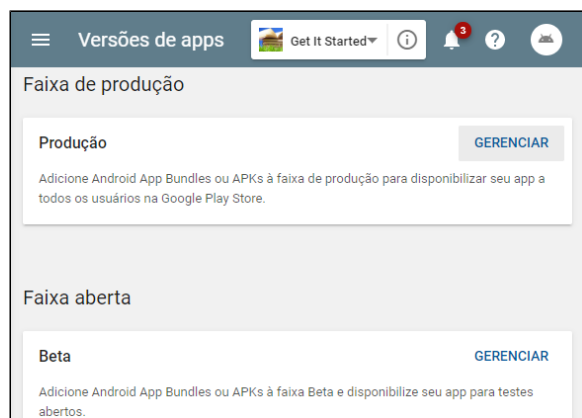 Versões de apps
Get It Started
3
Faixa de produção
Produção
GERENCIAR
Adicione Android App Bundles ou APKs à faixa de produção para disponibilizar seu app a
todos os usuários na Google Play Store.
Faixa aberta
Beta
GERENCIAR
Adicione Android App Bundles ou APKs à faixa Beta e disponibilize seu app para testes
abertos.